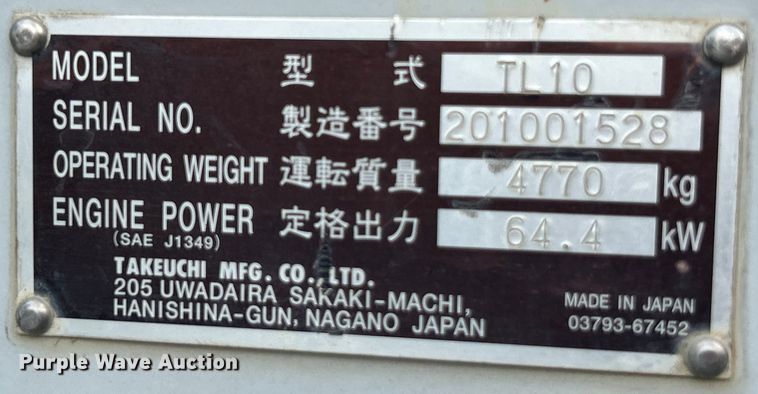 MODEL 型式 TL10
SERIAL NO. 製造番号 201001528
OPERATING WEIGHT 運転質量 4770 kg
ENGINE POWER 定格出力 64.4 kW
(SAE J1349)
TAKEUCHI MFG. CO., LTD.
205 UWADAIRA SAKAKI-MACHI,
HANISHINA-GUN, NAGANO JAPAN
MADE IN JAPAN
03793-67452
Purple Wave Auction